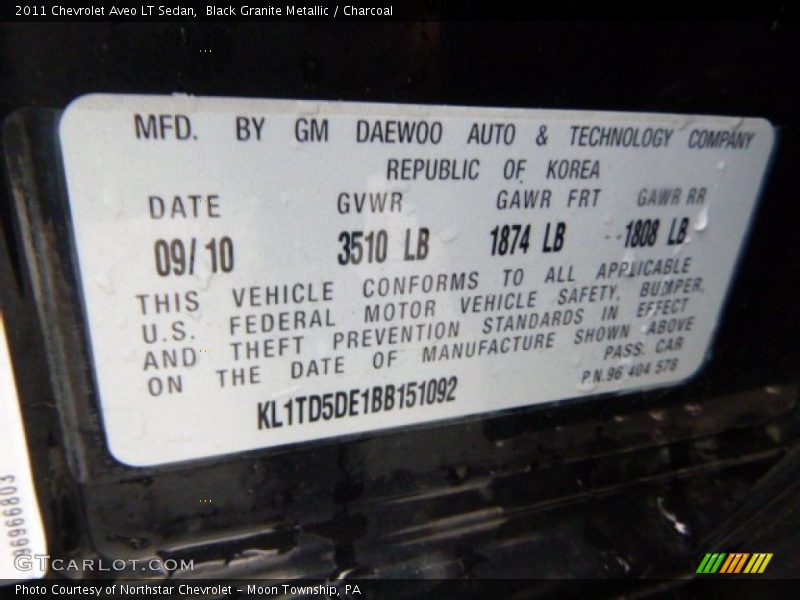 2011 Chevrolet Aveo LT Sedan, Black Granite Metallic / Charcoal
MFD. BY GM DAEWOO AUTO & TECHNOLOGY COMPANY
REPUBLIC OF KOREA
DATE GVWR GAWR FRT GAWR RR
09/10 3510 LB 1874 LB 1808 LB
THIS VEHICLE CONFORMS TO ALL APPLICABLE
U.S. FEDERAL MOTOR VEHICLE SAFETY, BUMPER,
AND THEFT PREVENTION STANDARDS IN EFFECT
ON THE DATE OF MANUFACTURE SHOWN ABOVE
PASS. CAR
KL1TD5DE1BB151092
P.N.96 404 578
96966803
GTCARLOT.COM
Photo Courtesy of Northstar Chevrolet - Moon Township, PA